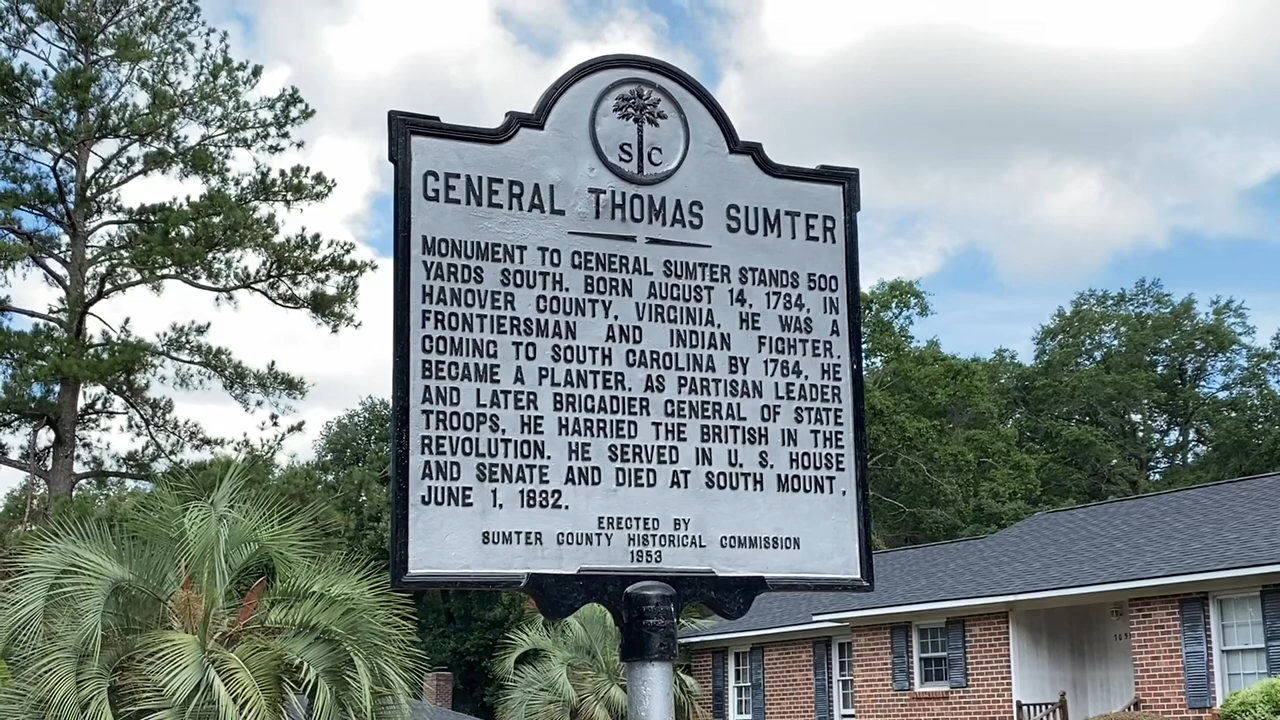 S C
GENERAL THOMAS SUMTER
MONUMENT TO GENERAL SUMTER STANDS 500
YARDS SOUTH. BORN AUGUST 14, 1734, IN
HANOVER COUNTY, VIRGINIA, HE WAS A
FRONTIERSMAN AND INDIAN FIGHTER.
COMING TO SOUTH CAROLINA BY 1764, HE
BECAME A PLANTER. AS PARTISAN LEADER
AND LATER BRIGADIER GENERAL OF STATE
TROOPS, HE HARRIED THE BRITISH IN THE
REVOLUTION. HE SERVED IN U. S. HOUSE
AND SENATE AND DIED AT SOUTH MOUNT,
JUNE 1, 1832.
ERECTED BY
SUMTER COUNTY HISTORICAL COMMISSION
1953